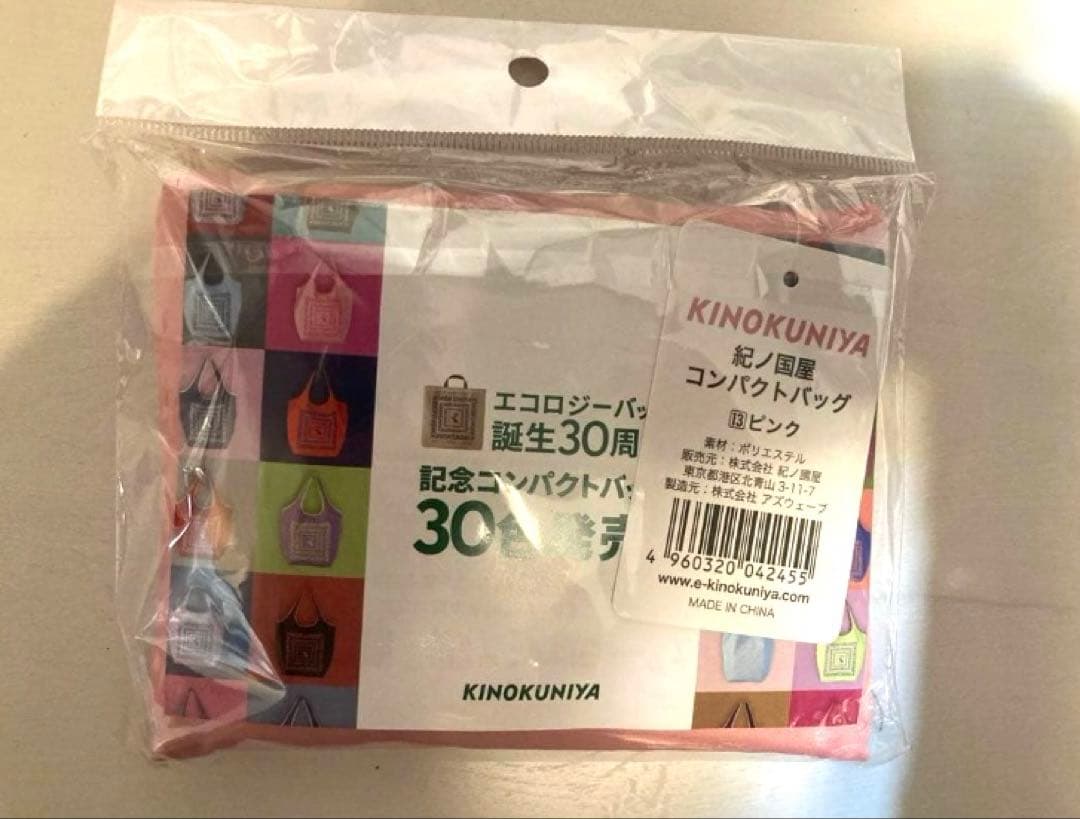 エコロジーバッ
誕生30周
記念コンパクトバッ
30色発売
KINOKUNIYA
KINOKUNIYA
紀ノ国屋
コンパクトバッグ
13ピンク
素材:ポリエステル
販売元:株式会社 紀ノ國屋
東京都港区北青山 3-11-7
製造元:株式会社 アズウェーブ
4 960320 042455
www.e-kinokuniya.com
MADE IN CHINA